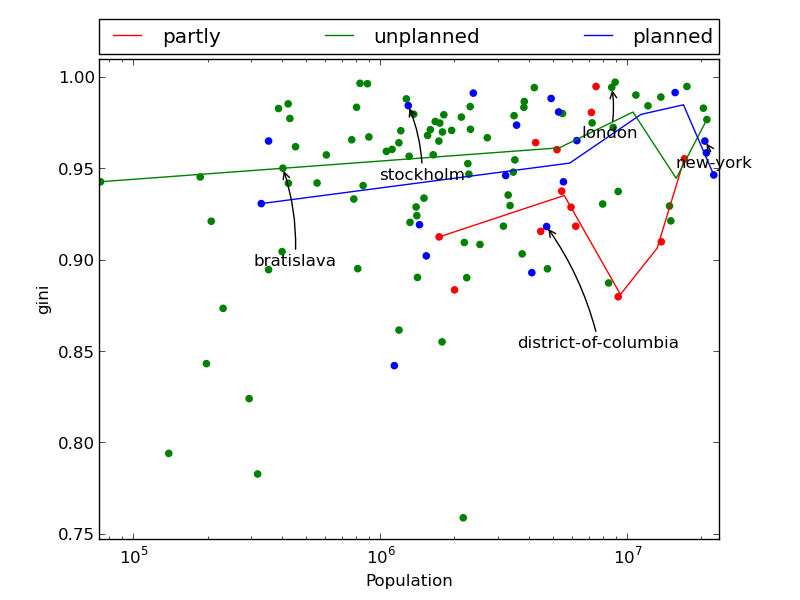 partly unplanned planned
1.00
0.95
0.90
0.85
0.80
0.75
gini
london
new-york
stockholm
bratislava
district-of-columbia
10^5 10^6 10^7
Population